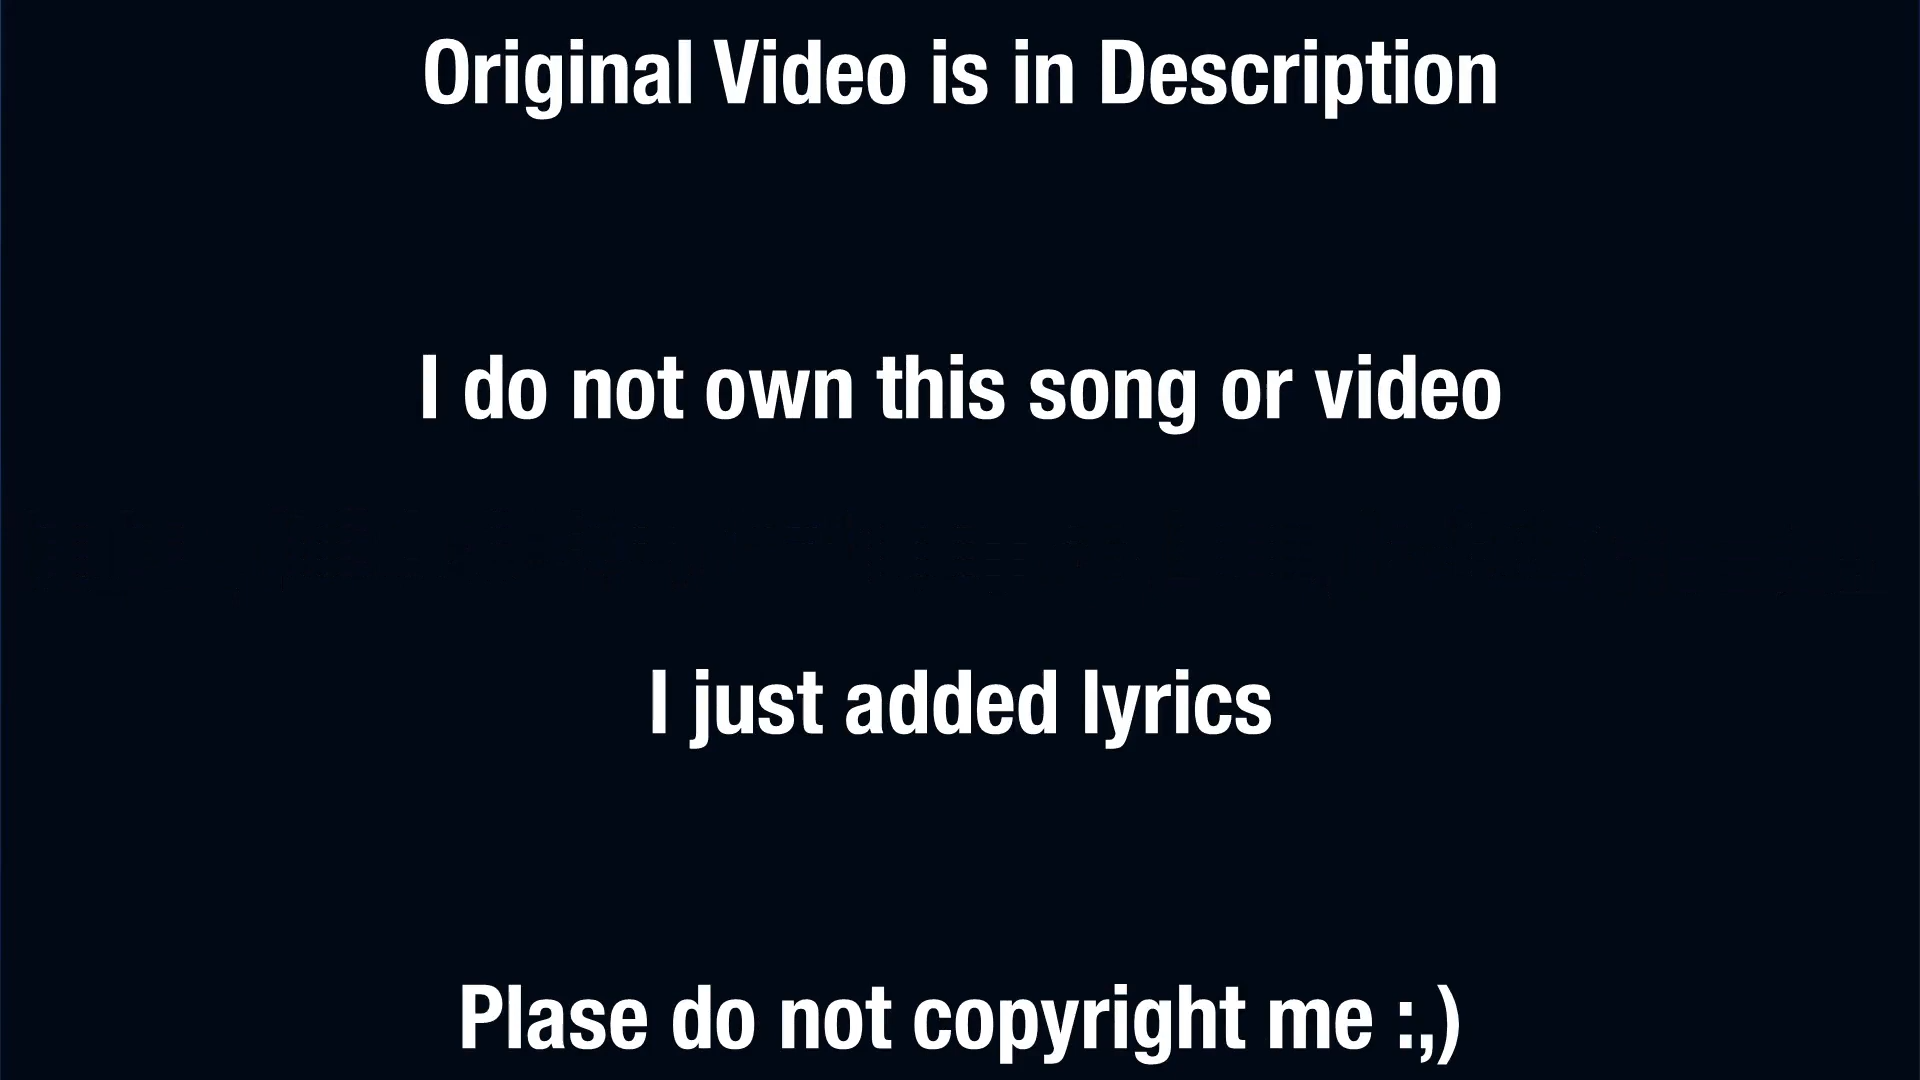 Original Video is in Description
I do not own this song or video
I just added lyrics
Plase do not copyright me :,)